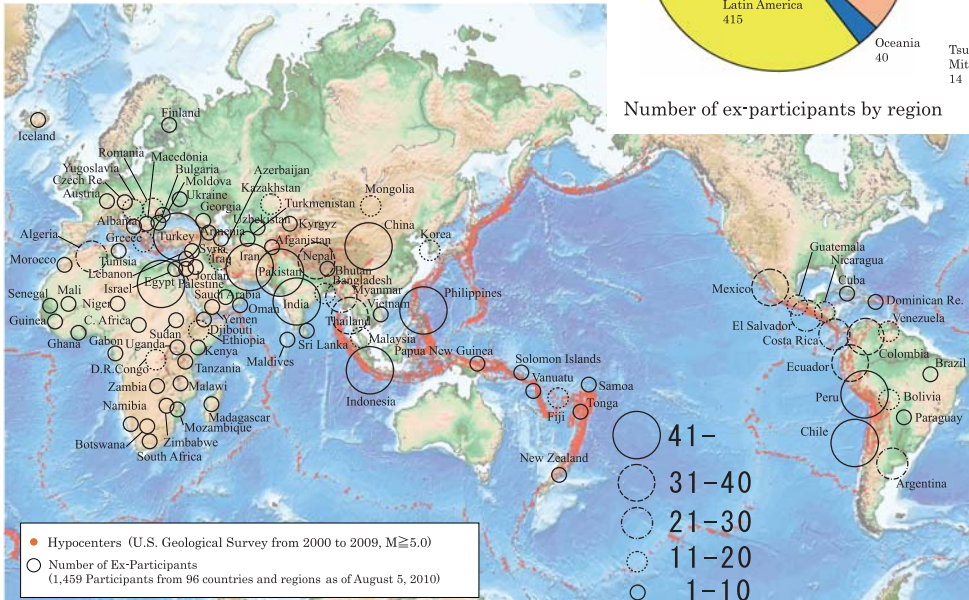 Latin America
415
Oceania
40
Tsu
Mit
14
Number of ex-participants by region
Iceland
Finland
Romania
Macedonia
Yugoslavia
Bulgaria
Czech Re.
Moldova
Austria
Ukraine
Georgia
Azerbaijan
Kazakhstan
Turkmenistan
Mongolia
Albania
Uzbekistan
Kyrgyz
China
Korea
Algeria
Greece
Turkey
Armenia
Afganistan
Morocco
Tunisia
Syria
Iraq
Iran
Nepal
Lebanon
Pakistan
Bhutan
Israel
Egypt
Jordan
Palestine
Bangladesh
Senegal
Mali
Niger
Saudi Arabia
India
Myanmar
Philippines
Guinea
C. Africa
Oman
Vietnam
Yemen
Thailand
Ghana
Gabon
Uganda
Sudan
Djibouti
Ethiopia
Sri Lanka
Malaysia
Kenya
Maldives
Papua New Guinea
D.R.Congo
Tanzania
Solomon Islands
Zambia
Malawi
Indonesia
Vanuatu
Samoa
Namibia
Madagascar
Tonga
Mozambique
Fiji
Botswana
Zimbabwe
South Africa
New Zealand
Guatemala
Nicaragua
Mexico
Cuba
Dominican Re.
El Salvador
Venezuela
Costa Rica
Colombia
Ecuador
Brazil
Peru
Bolivia
Paraguay
Chile
Argentina
41-
31-40
21-30
11-20
1-10
Hypocenters (U.S. Geological Survey from 2000 to 2009, M≧5.0)
Number of Ex-Participants
(1,459 Participants from 96 countries and regions as of August 5, 2010)